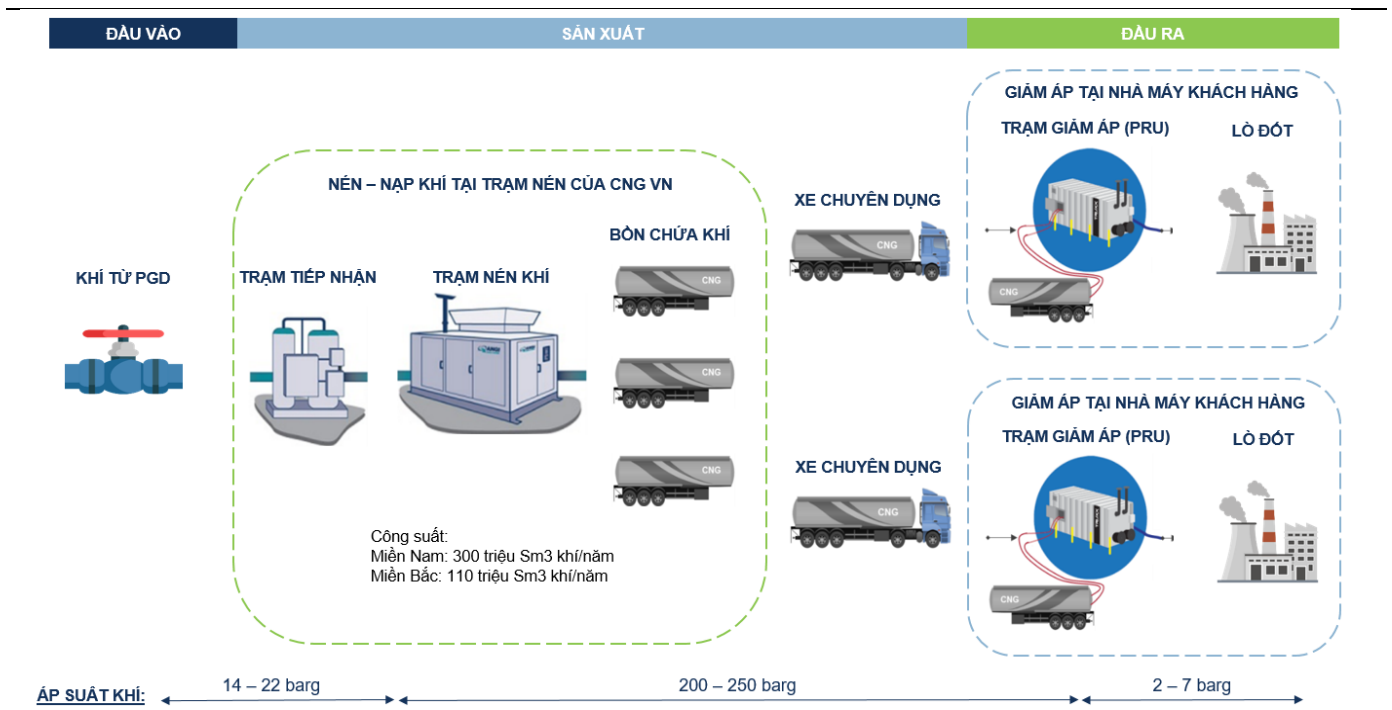 ĐẦU VÀO
SẢN XUẤT
ĐẦU RA
GIẢM ÁP TẠI NHÀ MÁY KHÁCH HÀNG
TRẠM GIẢM ÁP (PRU)
LÒ ĐỐT
NÉN – NẠP KHÍ TẠI TRẠM NÉN CỦA CNG VN
XE CHUYÊN DỤNG
BỒN CHỨA KHÍ
CNG
KHÍ TỪ PGD
TRẠM TIẾP NHẬN
TRẠM NÉN KHÍ
CNG
CNG
CNG
GIẢM ÁP TẠI NHÀ MÁY KHÁCH HÀNG
TRẠM GIẢM ÁP (PRU)
LÒ ĐỐT
XE CHUYÊN DỤNG
CNG
CNG
CNG
Công suất:
Miền Nam: 300 triệu Sm3 khí/năm
Miền Bắc: 110 triệu Sm3 khí/năm
ÁP SUẤT KHÍ:
14 – 22 barg
200 – 250 barg
2 – 7 barg